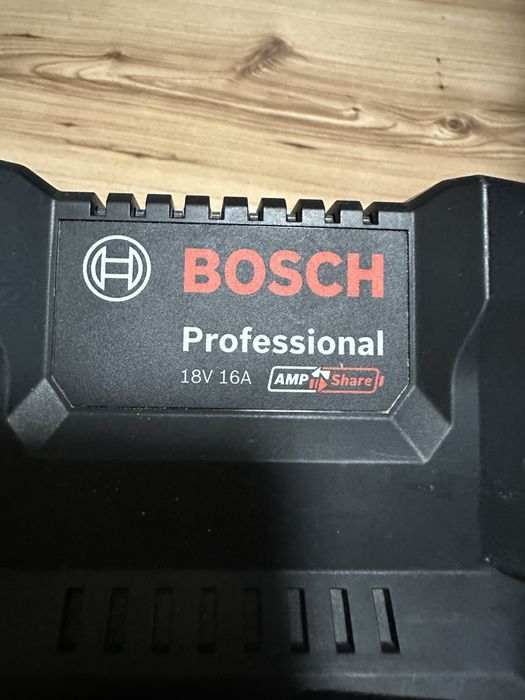 BOSCH
Professional
18V 16A AMP Share